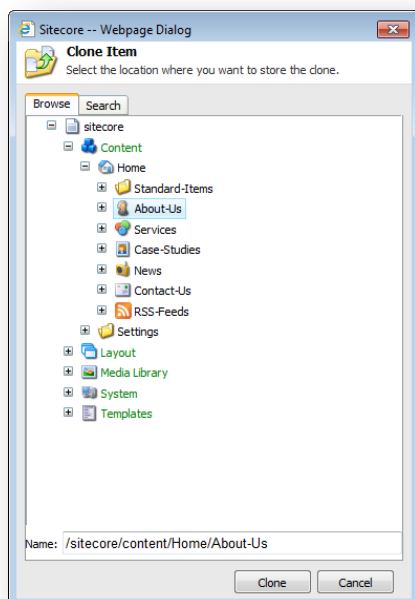 Sitecore -- Webpage Dialog
Clone Item
Select the location where you want to store the clone.
Browse Search
sitecore
Content
Home
Standard-Items
About-Us
Services
Case-Studies
News
Contact-Us
RSS-Feeds
Settings
Layout
Media Library
System
Templates
Name: /sitecore/content/Home/About-Us
Clone Cancel